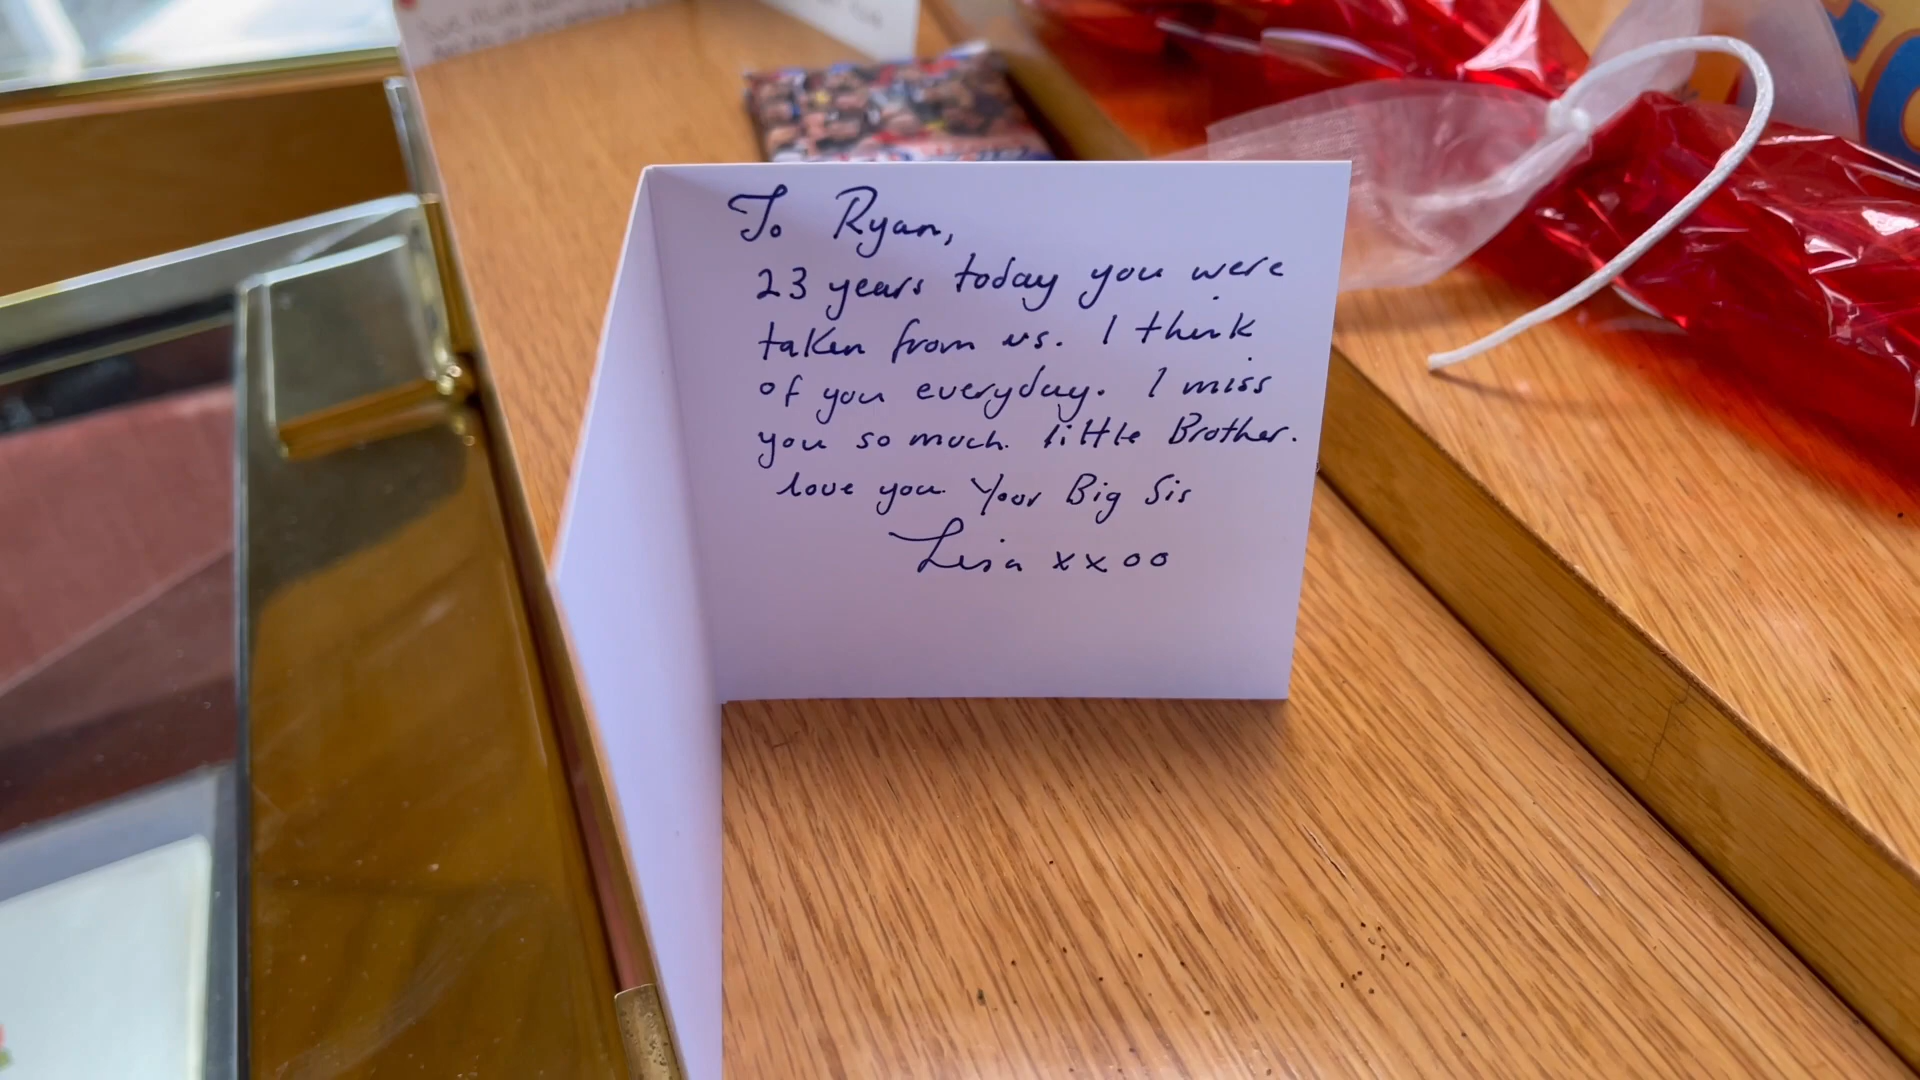 To Ryan,
23 years today you were
taken from us. I think
of you everyday. I miss
you so much. little Brother.
love you. Your Big Sis
Lisa xxoo